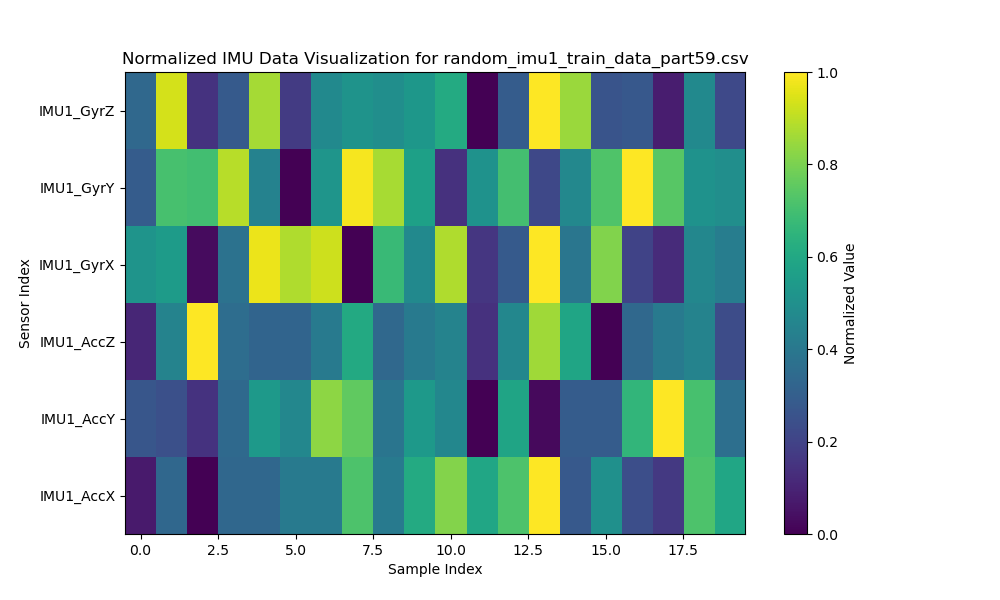 Normalized IMU Data Visualization for random_imu1_train_data_part59.csv
Sensor Index
IMU1_GyrZ
IMU1_GyrY
IMU1_GyrX
IMU1_AccZ
IMU1_AccY
IMU1_AccX
0.0 2.5 5.0 7.5 10.0 12.5 15.0 17.5
Sample Index
1.0
0.8
0.6
0.4
0.2
0.0
Normalized Value